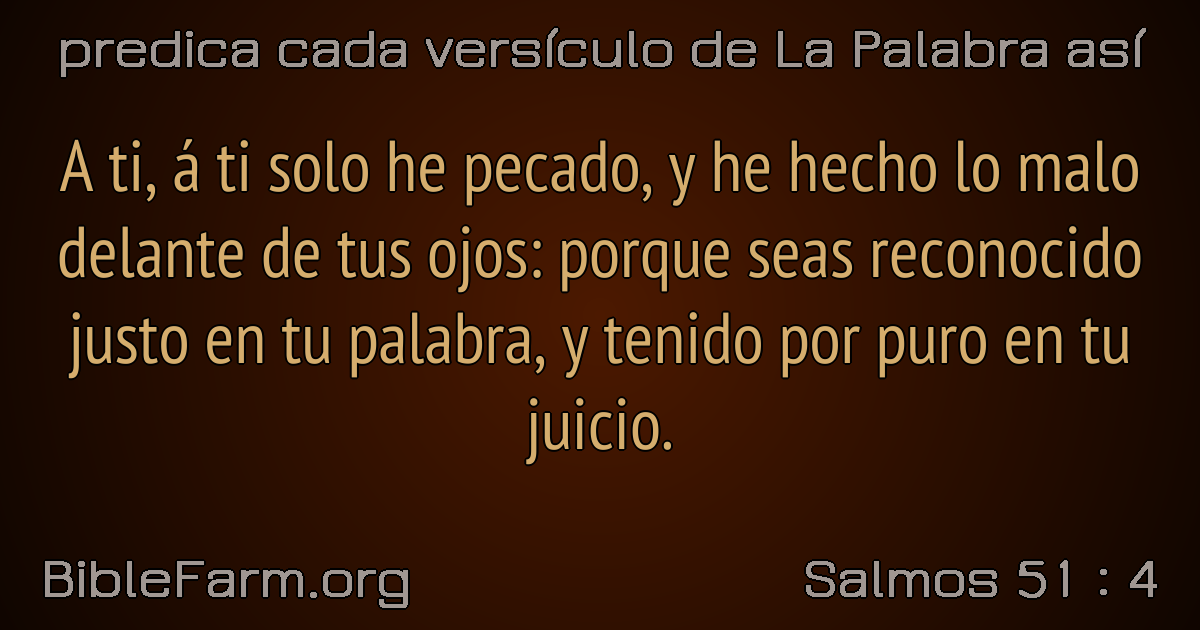 predica cada versículo de La Palabra así
A ti, á ti solo he pecado, y he hecho lo malo
delante de tus ojos: porque seas reconocido
justo en tu palabra, y tenido por puro en tu
juicio.
BibleFarm.org
Salmos 51 : 4